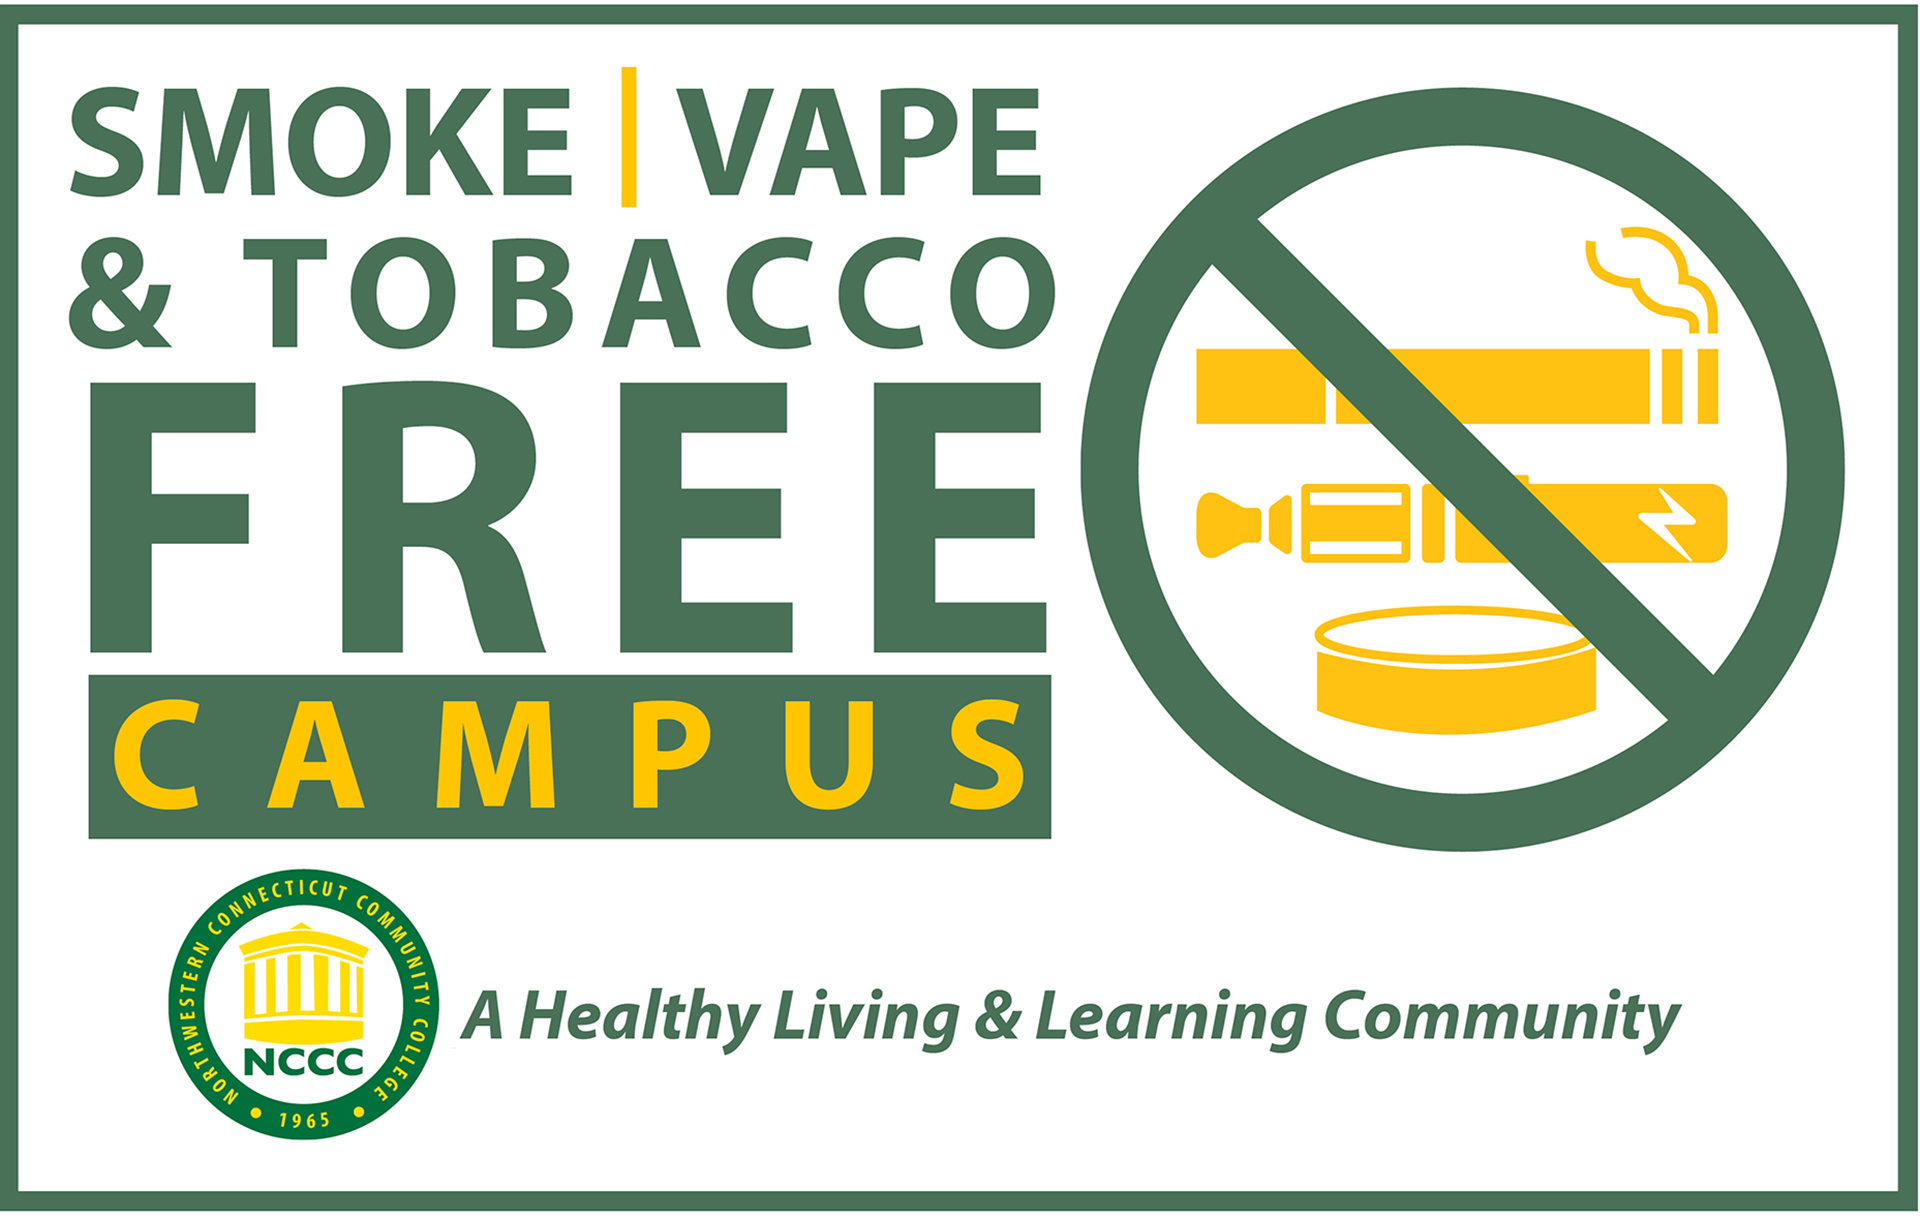 SMOKE | VAPE
& TOBACCO
FREE
CAMPUS
NORTHWESTERN CONNECTICUT COMMUNITY COLLEGE
NCCC
• 1965 •
A Healthy Living & Learning Community